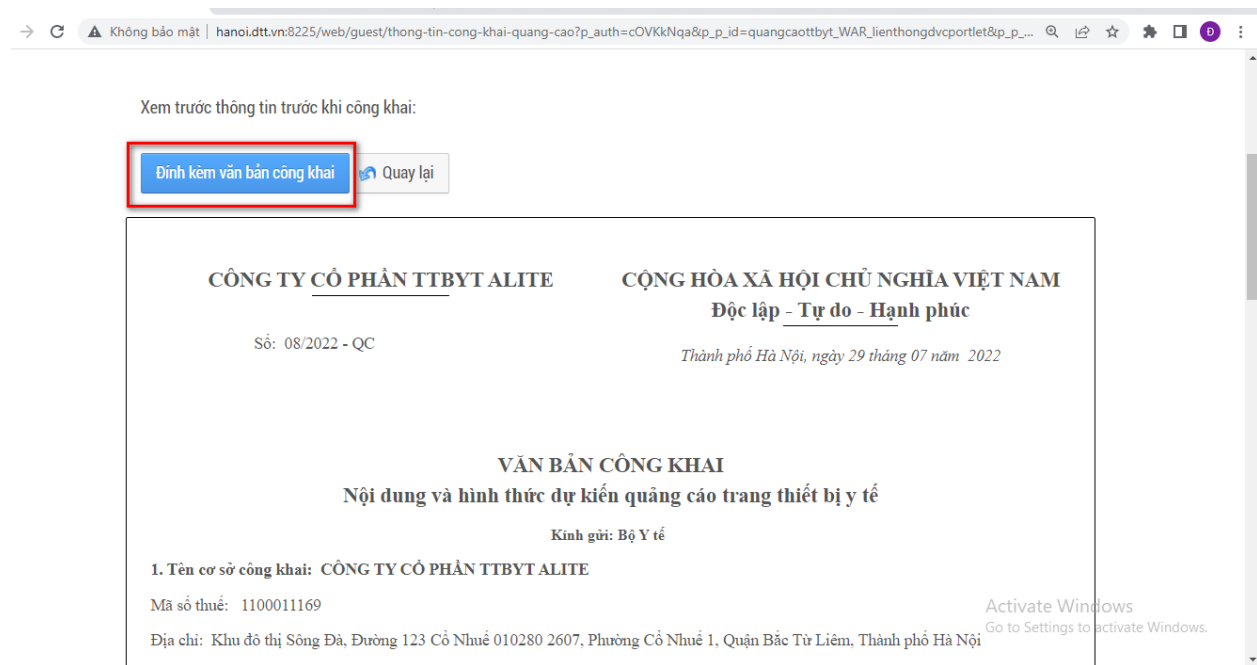 Không bảo mật | hanoi.dtt.vn:8225/web/guest/thong-tin-cong-khai-quang-cao?p_auth=cOVKkNqa&p_p_id=quangcaottbyt_WAR_lienthongdvcportlet&p_p_...
Đ
Xem trước thông tin trước khi công khai:
Đính kèm văn bản công khai
Quay lại
CÔNG TY CỔ PHẦN TTBYT ALITE
CỘNG HÒA XÃ HỘI CHỦ NGHĨA VIỆT NAM
Độc lập - Tự do - Hạnh phúc
Số: 08/2022 - QC
Thành phố Hà Nội, ngày 29 tháng 07 năm 2022
VĂN BẢN CÔNG KHAI
Nội dung và hình thức dự kiến quảng cáo trang thiết bị y tế
Kính gửi: Bộ Y tế
1. Tên cơ sở công khai: CÔNG TY CỔ PHẦN TTBYT ALITE
Mã số thuế: 1100011169
Địa chỉ: Khu đô thị Sông Đà, Đường 123 Cổ Nhuế 010280 2607, Phường Cổ Nhuế 1, Quận Bắc Từ Liêm, Thành phố Hà Nội
Activate Windows
Go to Settings to activate Windows.